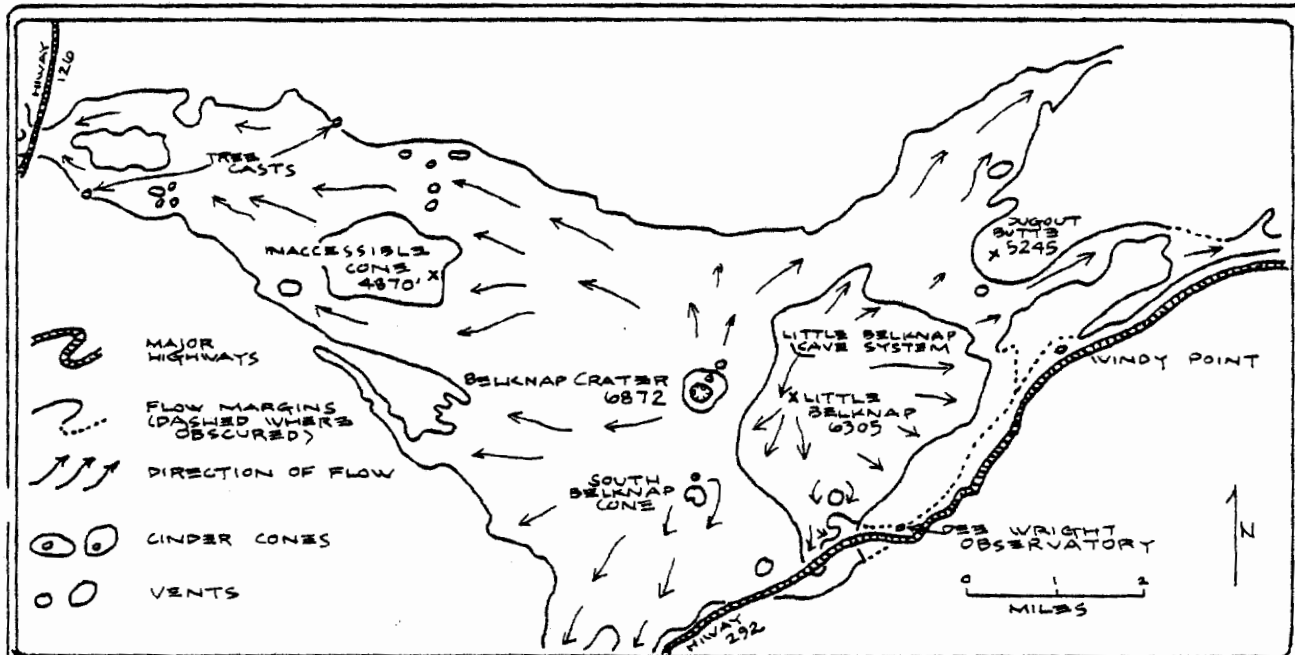 HIWAY
126
TREE
CASTS
INACCESSIBLE
CONE
4870'
X
JUGOUT
BUTTE
X 5245
LITTLE BELKNAP
CAVE SYSTEM
WINDY POINT
BELKNAP CRATER
6872
X LITTLE
BELKNAP
6305
SOUTH
BELKNAP
CONE
DEE WRIGHT
OBSERVATORY
N
0 1 2
MILES
HIWAY
292
MAJOR
HIGHWAYS
FLOW MARGINS
(DASHED WHERE
OBSCURED)
DIRECTION OF FLOW
CINDER CONES
VENTS